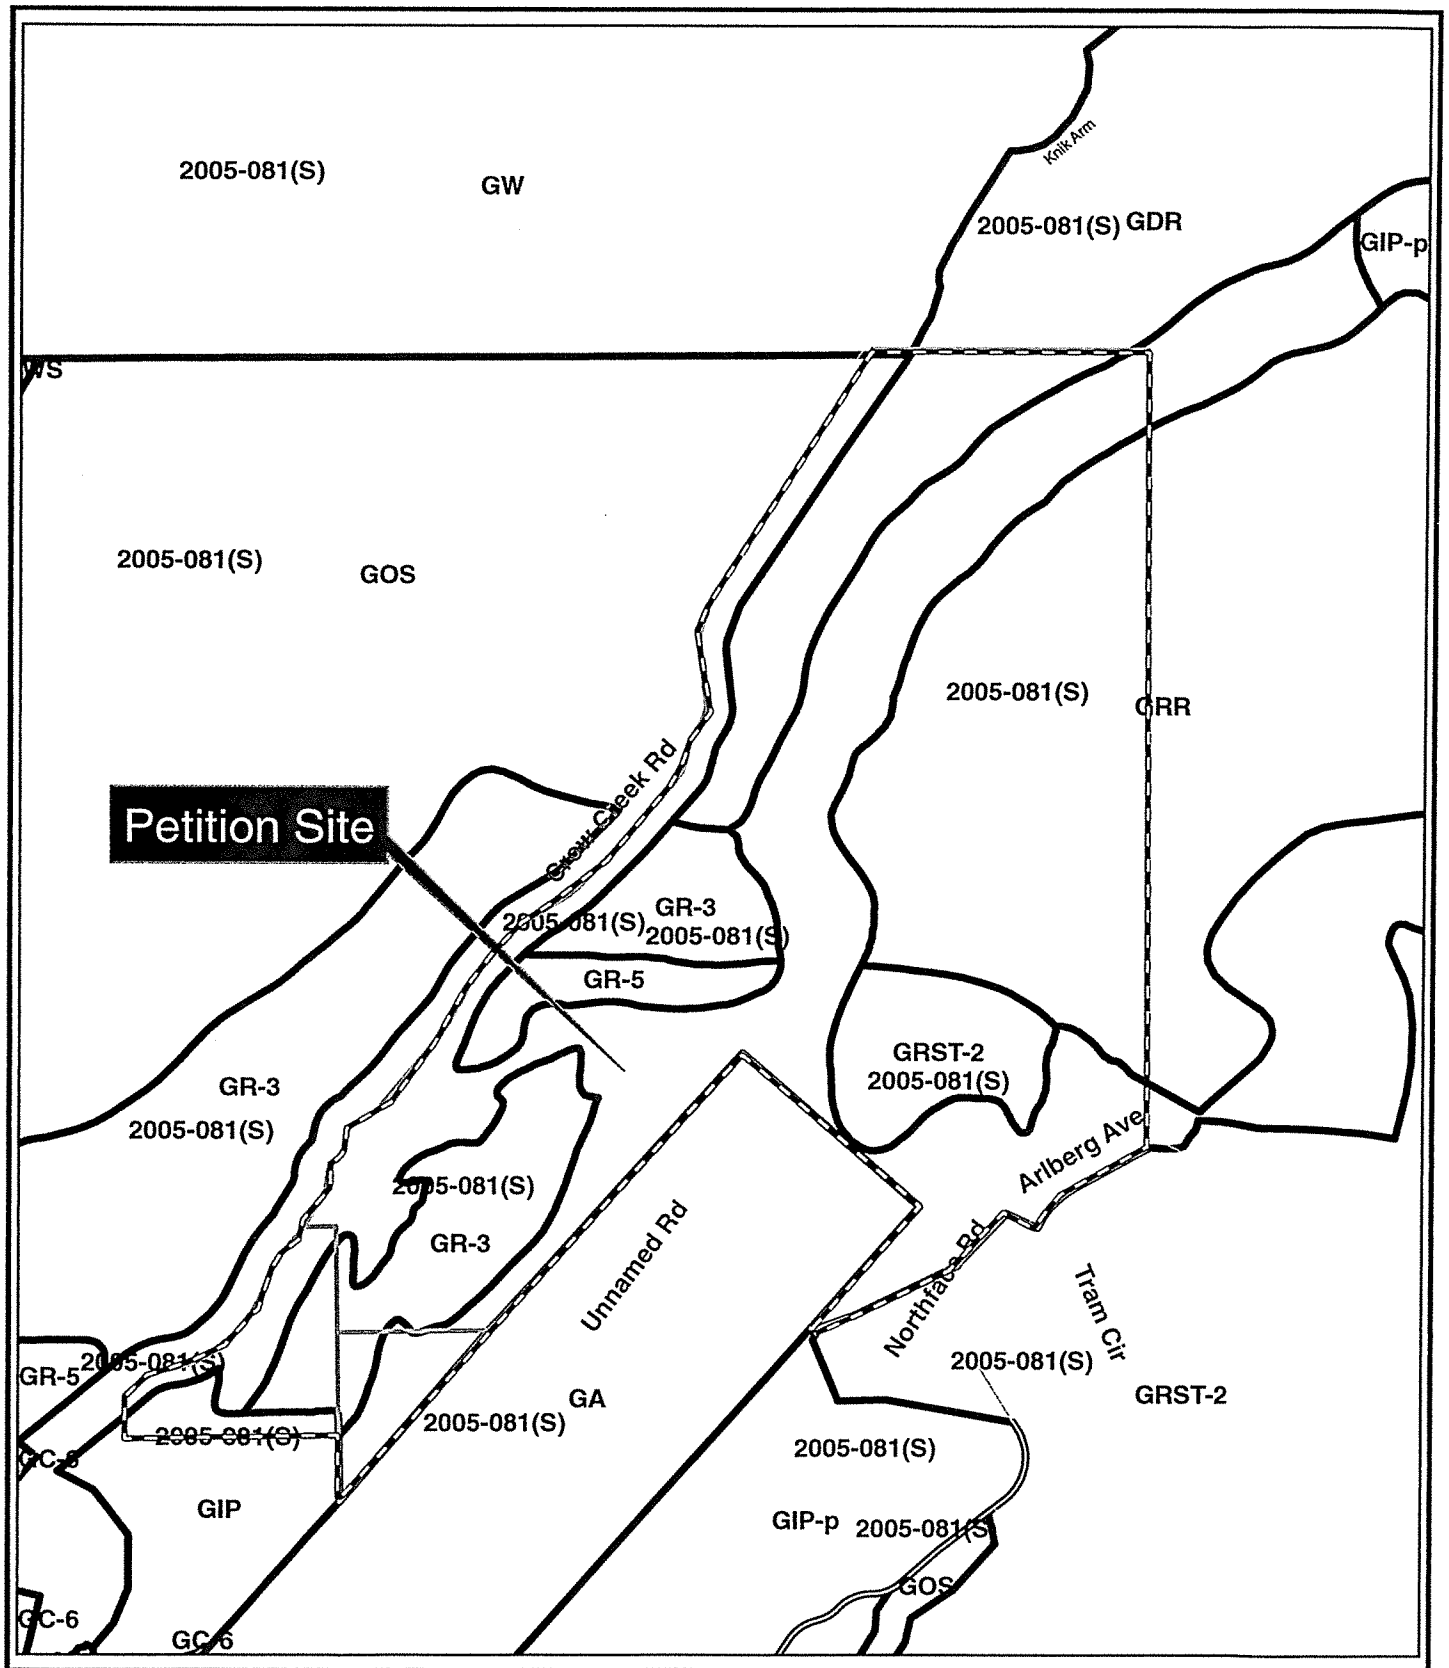 Knik Arm
2005-081(S)
GW
2005-081(S) GDR
GIP-p
WS
2005-081(S)
GOS
2005-081(S)
GRR
Crow Creek Rd
Petition Site
2005-081(S)
GR-3
2005-081(S)
GR-5
GRST-2
2005-081(S)
GR-3
2005-081(S)
Arlberg Ave
2005-081(S)
GR-3
Unnamed Rd
Northface Rd
Tram Cir
2005-081(S)
GR-5
2005-081(S)
GA
2005-081(S)
GRST-2
2005-081(S)
2005-081(S)
GC-6
GIP
GIP-p
2005-081(S)
GOS
GC-6
GC-6